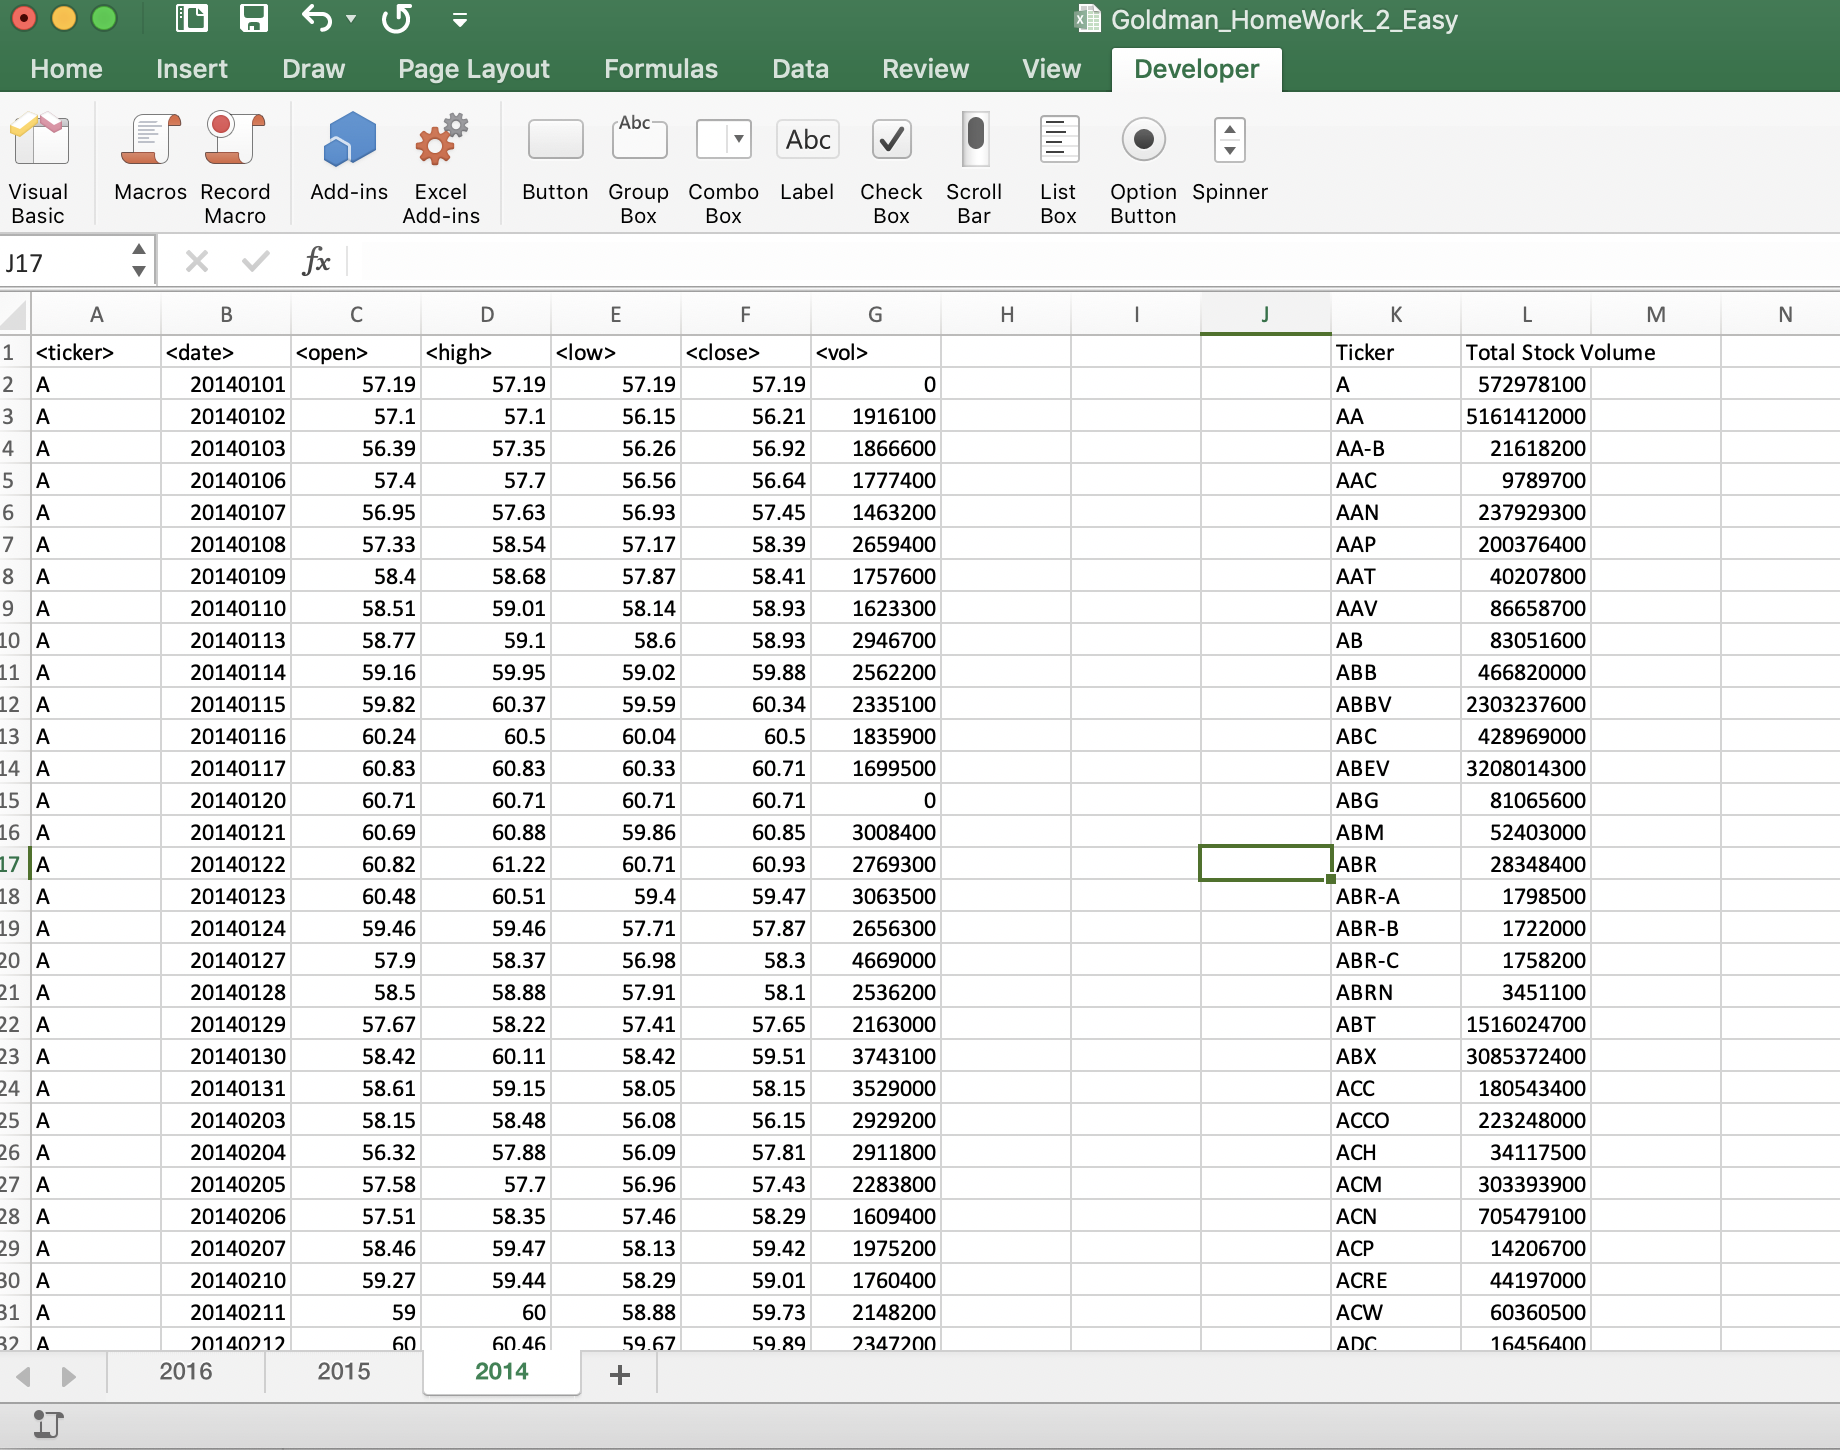 Goldman_HomeWork_2_Easy
Home Insert Draw Page Layout Formulas Data Review View Developer
Visual Basic Macros Record Macro Add-ins Excel Add-ins Button Abc Group Box Combo Box Abc Label Check Box Scroll Bar List Box Option Button Spinner
J17 fx
A B C D E F G H I J K L M N
1 <ticker> <date> <open> <high> <low> <close> <vol> Ticker Total Stock Volume
2 A 20140101 57.19 57.19 57.19 57.19 0 A 572978100
3 A 20140102 57.1 57.1 56.15 56.21 1916100 AA 5161412000
4 A 20140103 56.39 57.35 56.26 56.92 1866600 AA-B 21618200
5 A 20140106 57.4 57.7 56.56 56.64 1777400 AAC 9789700
6 A 20140107 56.95 57.63 56.93 57.45 1463200 AAN 237929300
7 A 20140108 57.33 58.54 57.17 58.39 2659400 AAP 200376400
8 A 20140109 58.4 58.68 57.87 58.41 1757600 AAT 40207800
9 A 20140110 58.51 59.01 58.14 58.93 1623300 AAV 86658700
10 A 20140113 58.77 59.1 58.6 58.93 2946700 AB 83051600
11 A 20140114 59.16 59.95 59.02 59.88 2562200 ABB 466820000
12 A 20140115 59.82 60.37 59.59 60.34 2335100 ABBV 2303237600
13 A 20140116 60.24 60.5 60.04 60.5 1835900 ABC 428969000
14 A 20140117 60.83 60.83 60.33 60.71 1699500 ABEV 3208014300
15 A 20140120 60.71 60.71 60.71 60.71 0 ABG 81065600
16 A 20140121 60.69 60.88 59.86 60.85 3008400 ABM 52403000
17 A 20140122 60.82 61.22 60.71 60.93 2769300 ABR 28348400
18 A 20140123 60.48 60.51 59.4 59.47 3063500 ABR-A 1798500
19 A 20140124 59.46 59.46 57.71 57.87 2656300 ABR-B 1722000
20 A 20140127 57.9 58.37 56.98 58.3 4669000 ABR-C 1758200
21 A 20140128 58.5 58.88 57.91 58.1 2536200 ABRN 3451100
22 A 20140129 57.67 58.22 57.41 57.65 2163000 ABT 1516024700
23 A 20140130 58.42 60.11 58.42 59.51 3743100 ABX 3085372400
24 A 20140131 58.61 59.15 58.05 58.15 3529000 ACC 180543400
25 A 20140203 58.15 58.48 56.08 56.15 2929200 ACCO 223248000
26 A 20140204 56.32 57.88 56.09 57.81 2911800 ACH 34117500
27 A 20140205 57.58 57.7 56.96 57.43 2283800 ACM 303393900
28 A 20140206 57.51 58.35 57.46 58.29 1609400 ACN 705479100
29 A 20140207 58.46 59.47 58.13 59.42 1975200 ACP 14206700
30 A 20140210 59.27 59.44 58.29 59.01 1760400 ACRE 44197000
31 A 20140211 59 60 58.88 59.73 2148200 ACW 60360500
32 A 20140212 60 60.46 59.67 59.89 2347200 ADC 16456400
2016 2015 2014